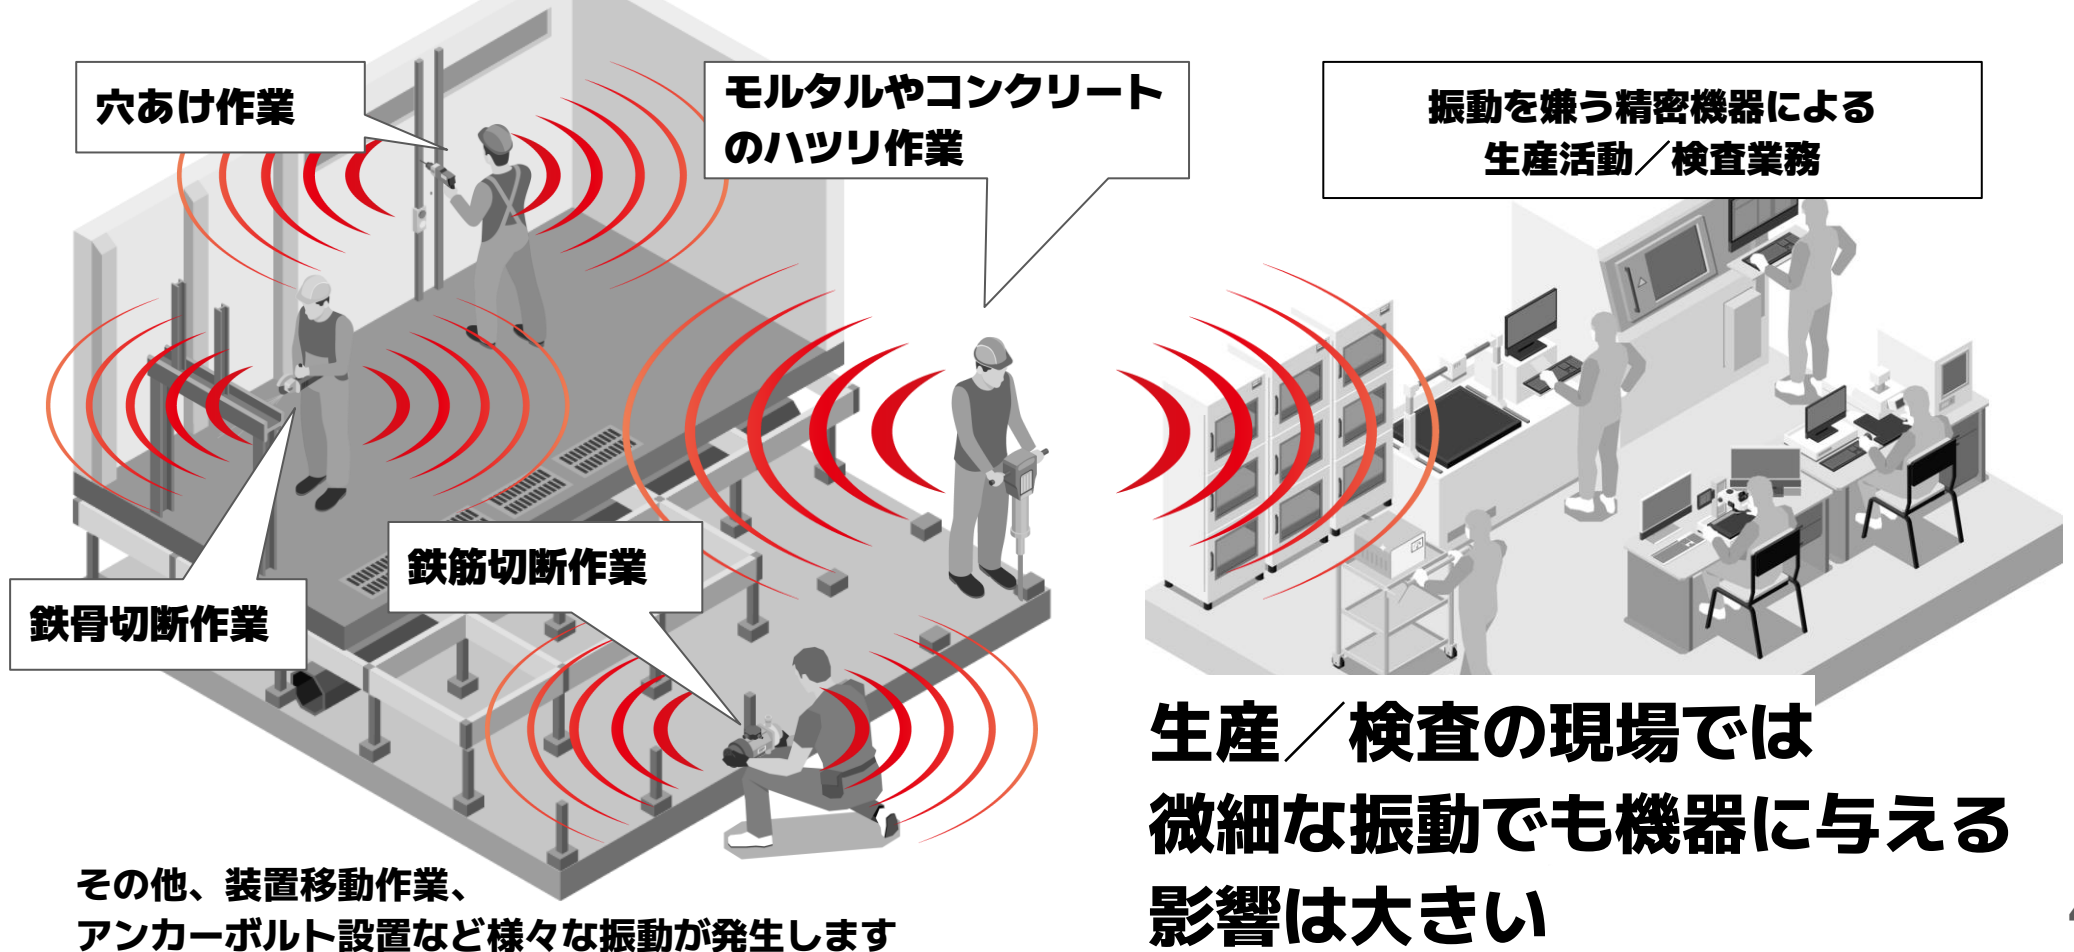 穴あけ作業
モルタルやコンクリート
のハツリ作業
振動を嫌う精密機器による
生産活動／検査業務
鉄筋切断作業
鉄骨切断作業
生産／検査の現場では
微細な振動でも機器に与える
影響は大きい
その他、装置移動作業、
アンカーボルト設置など様々な振動が発生します